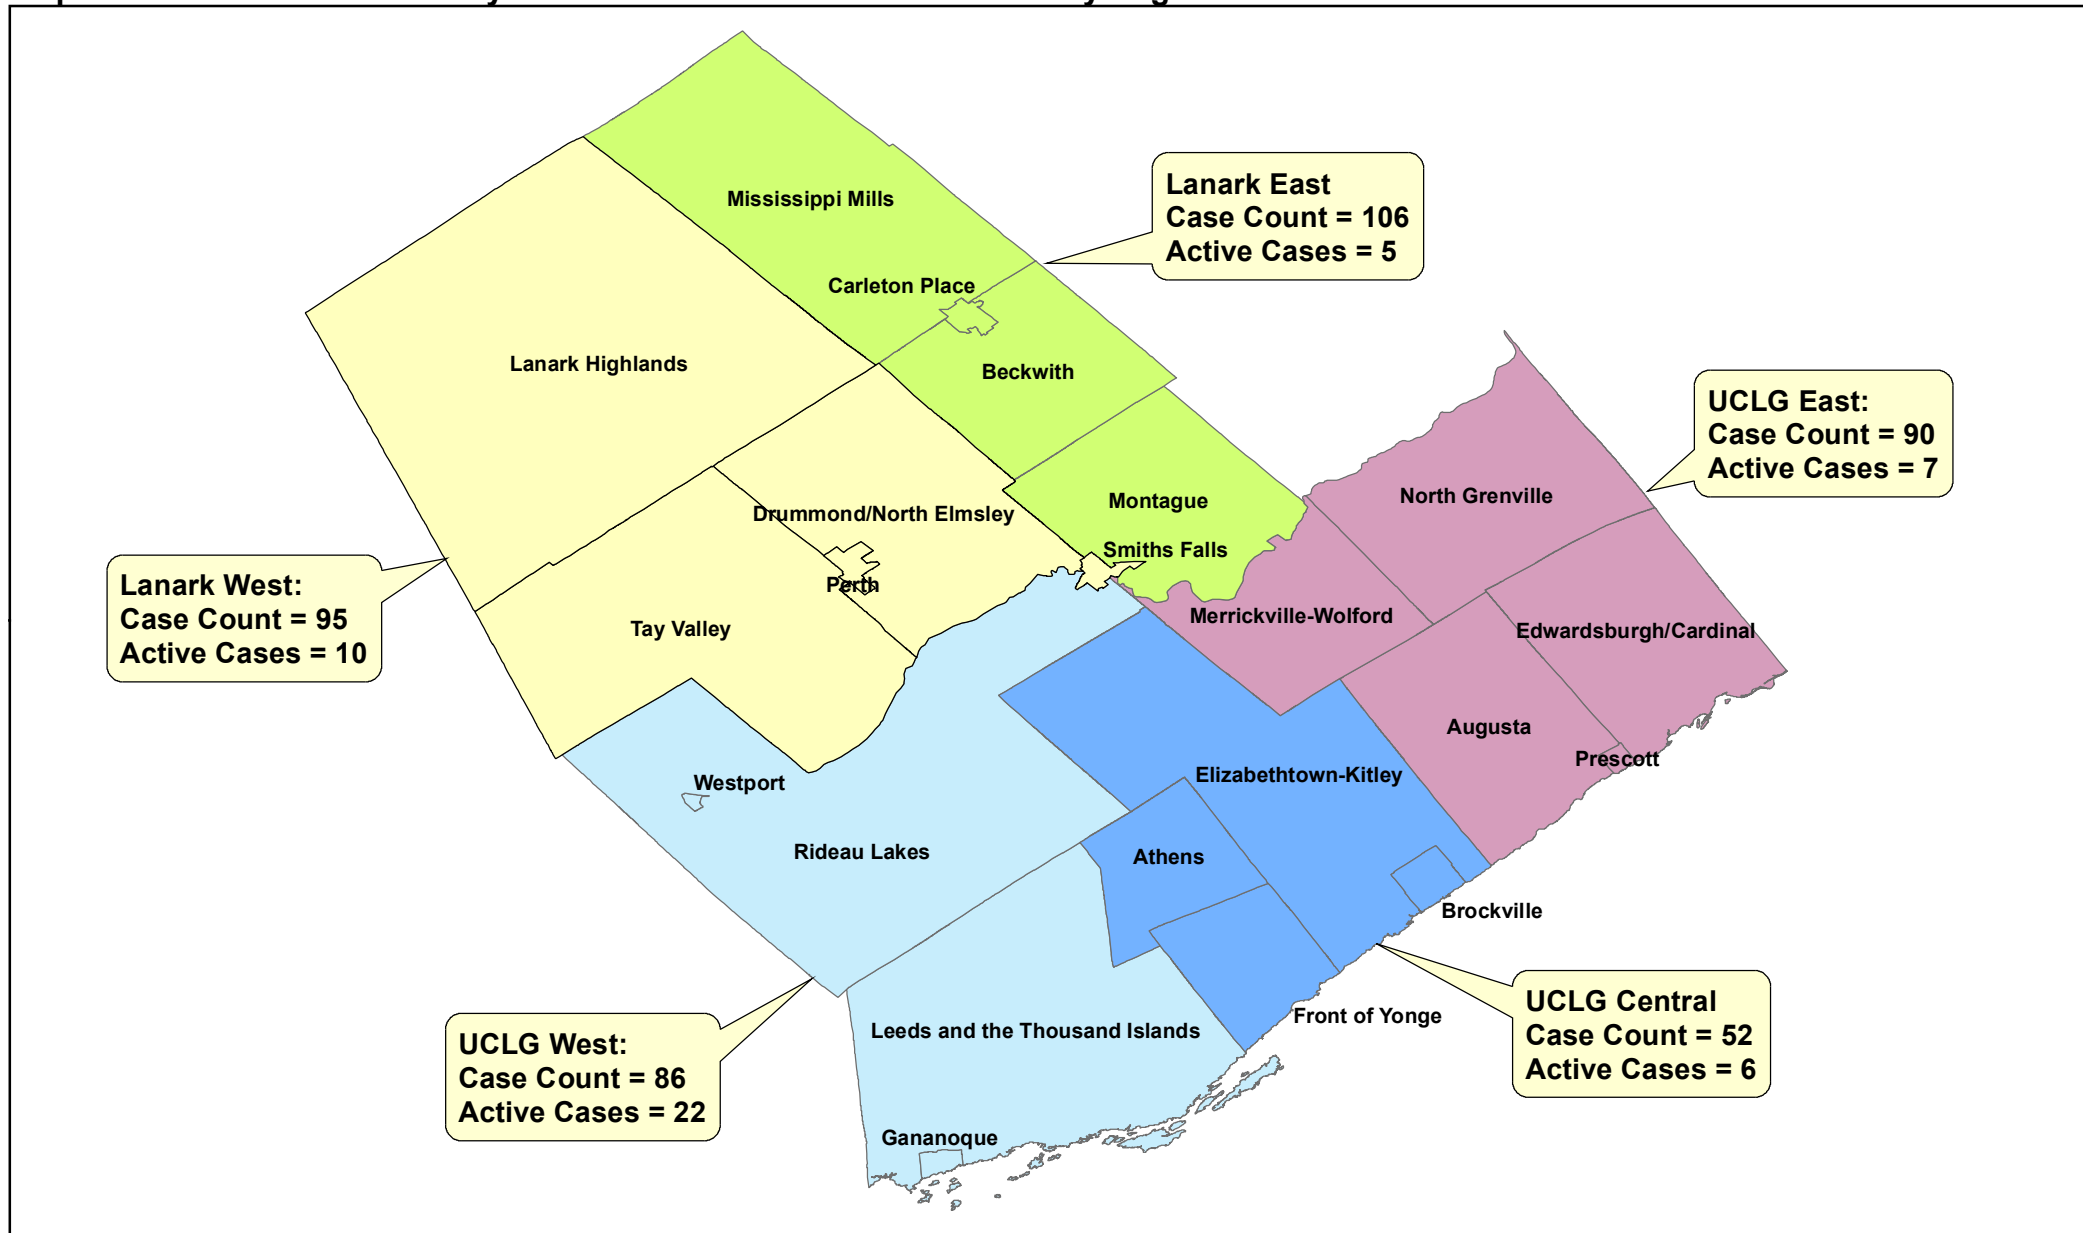 Mississippi Mills
Lanark East
Case Count = 106
Active Cases = 5
Carleton Place
Lanark Highlands
Beckwith
UCLG East:
Case Count = 90
Active Cases = 7
North Grenville
Montague
Drummond/North Elmsley
Smiths Falls
Perth
Lanark West:
Case Count = 95
Active Cases = 10
Merrickville-Wolford
Tay Valley
Edwardsburgh/Cardinal
Augusta
Prescott
Elizabethtown-Kitley
Westport
Rideau Lakes
Athens
Brockville
Front of Yonge
UCLG Central
Case Count = 52
Active Cases = 6
Leeds and the Thousand Islands
UCLG West:
Case Count = 86
Active Cases = 22
Gananoque